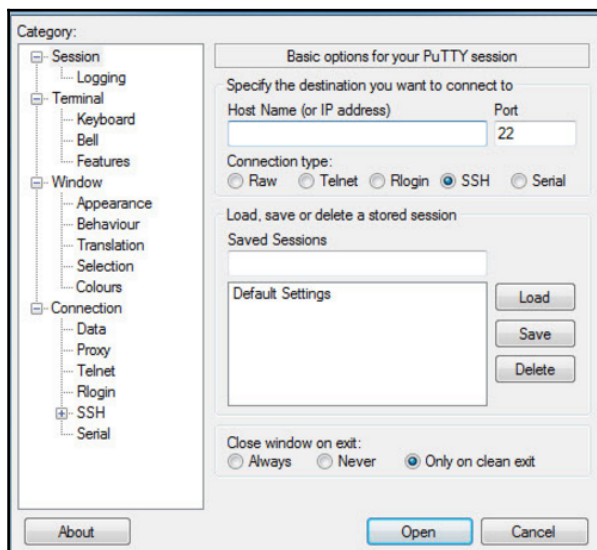 Category:
Session
Logging
Terminal
Keyboard
Bell
Features
Window
Appearance
Behaviour
Translation
Selection
Colours
Connection
Data
Proxy
Telnet
Rlogin
SSH
Serial
Basic options for your PuTTY session
Specify the destination you want to connect to
Host Name (or IP address) Port
22
Connection type:
Raw Telnet Rlogin SSH Serial
Load, save or delete a stored session
Saved Sessions
Default Settings
Load
Save
Delete
Close window on exit:
Always Never Only on clean exit
About Open Cancel